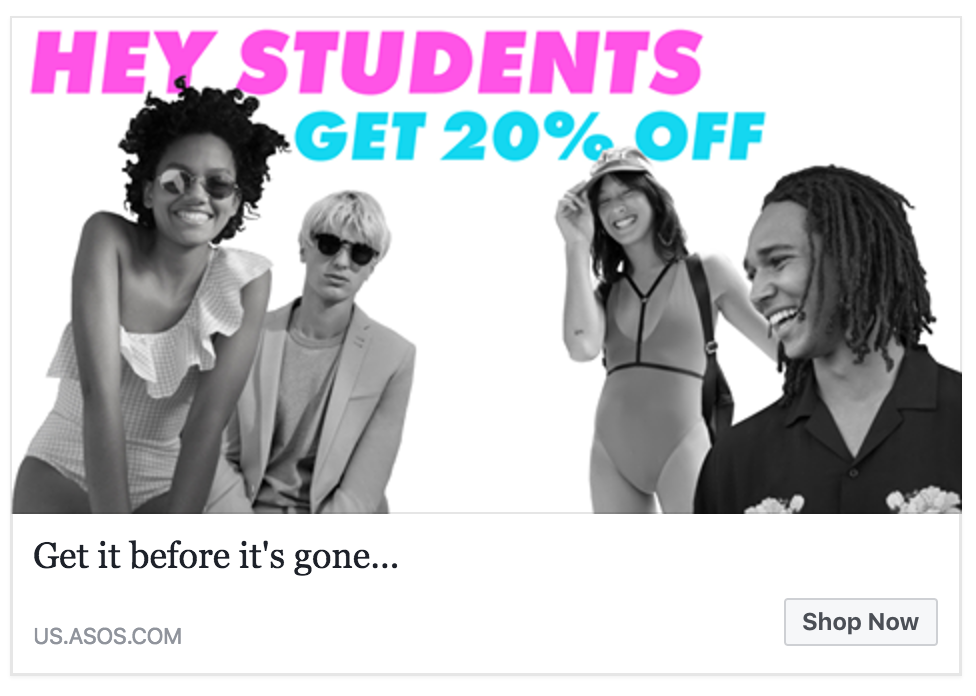 HEY STUDENTS
GET 20% OFF
Get it before it's gone...
US.ASOS.COM
Shop Now